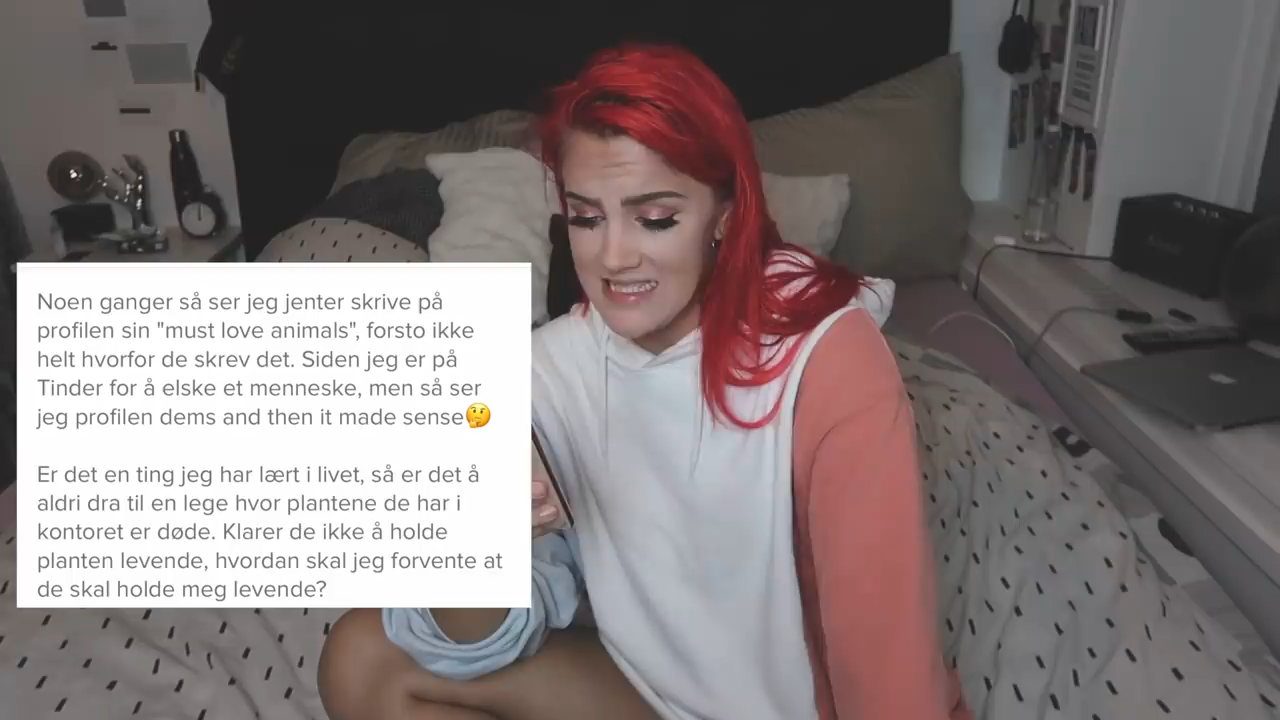 Noen ganger så ser jeg jenter skrive på
profilen sin "must love animals", forsto ikke
helt hvorfor de skrev det. Siden jeg er på
Tinder for å elske et menneske, men så ser
jeg profilen dems and then it made sense🤔
Er det en ting jeg har lært i livet, så er det å
aldri dra til en lege hvor plantene de har i
kontoret er døde. Klarer de ikke å holde
planten levende, hvordan skal jeg forvente at
de skal holde meg levende?